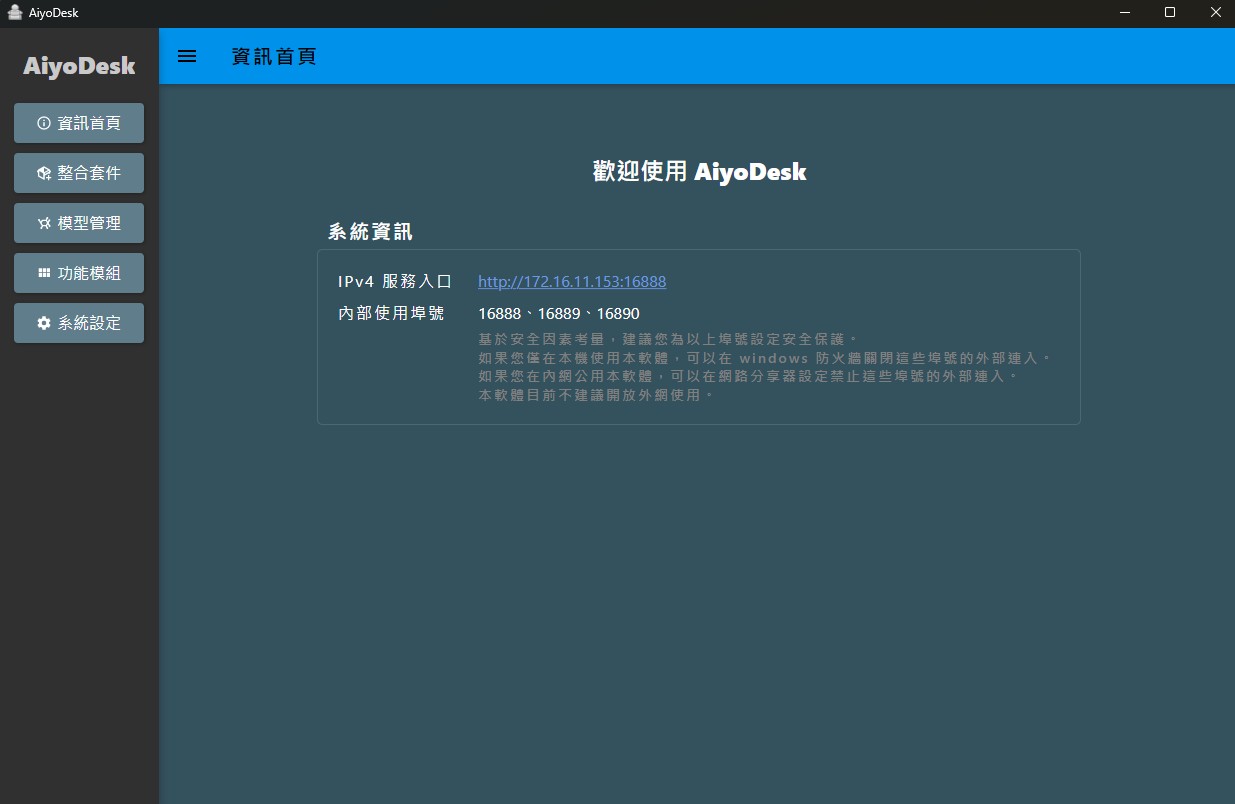 AiyoDesk
AiyoDesk
資訊首頁
整合套件
模型管理
功能模組
系統設定
資訊首頁
歡迎使用 AiyoDesk
系統資訊
IPv4 服務入口 http://172.16.11.153:16888
內部使用埠號 16888、16889、16890
基於安全因素考量，建議您為以上埠號設定安全保護。
如果您僅在本機使用本軟體，可以在 windows 防火牆關閉這些埠號的外部連入。
如果您在內網公用本軟體，可以在網路分享器設定禁止這些埠號的外部連入。
本軟體目前不建議開放外網使用。